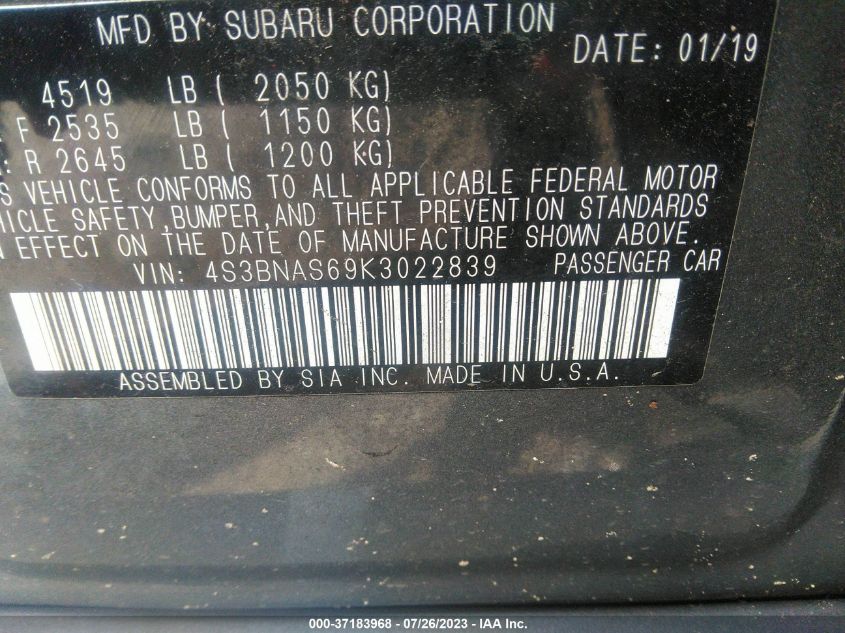 MFD BY SUBARU CORPORATION
DATE: 01/19
4519 LB ( 2050 KG)
F 2535 LB ( 1150 KG)
: R 2645 LB ( 1200 KG)
S VEHICLE CONFORMS TO ALL APPLICABLE FEDERAL MOTOR
HICLE SAFETY,BUMPER,AND THEFT PREVENTION STANDARDS
N EFFECT ON THE DATE OF MANUFACTURE SHOWN ABOVE.
VIN: 4S3BNAS69K3022839 PASSENGER CAR
ASSEMBLED BY SIA INC. MADE IN U.S.A.
000-37183968 - 07/26/2023 - IAA Inc.